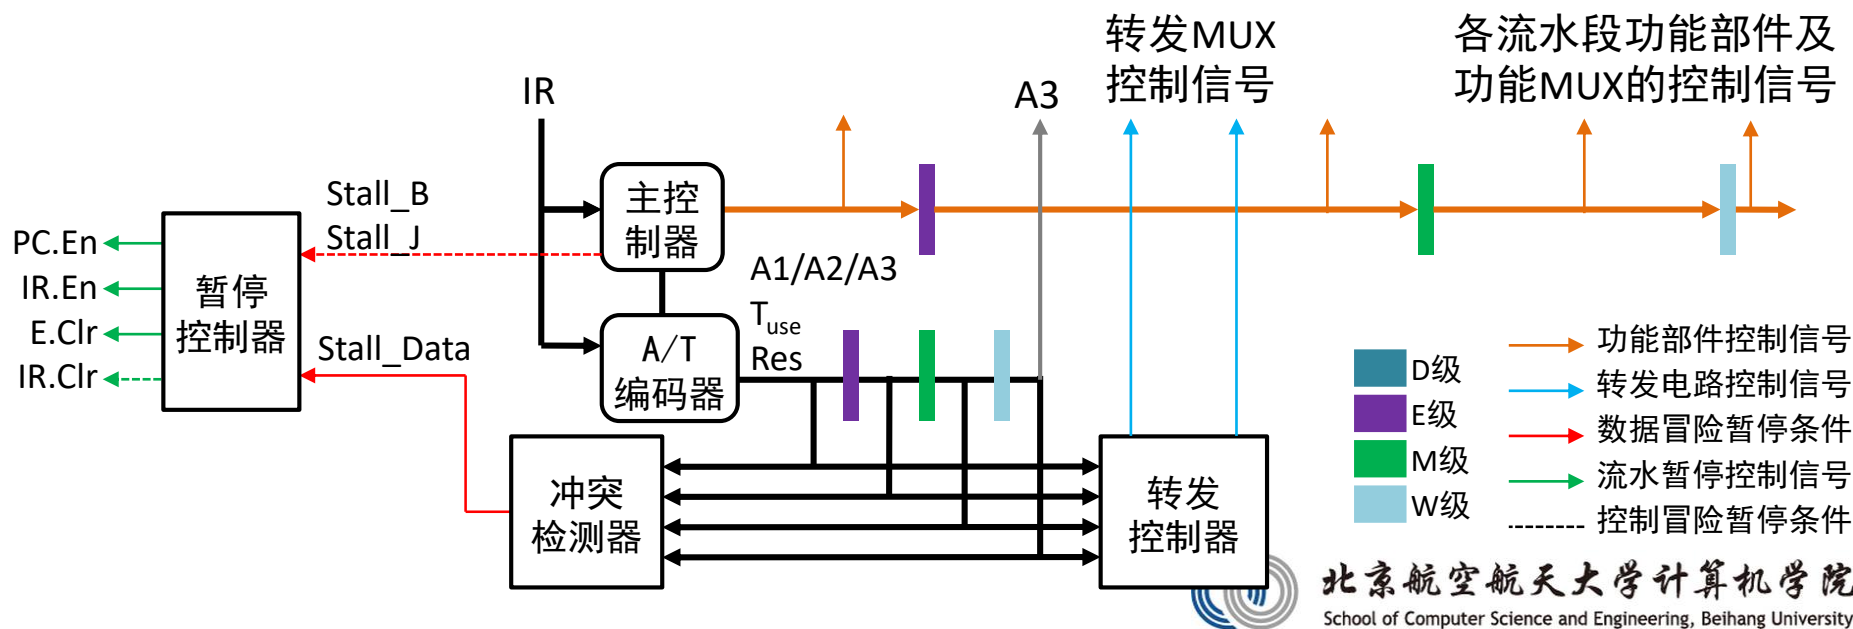 转发MUX
控制信号
各流水段功能部件及
功能MUX的控制信号
IR
A3
Stall_B
Stall_J
主控
制器
PC.En
IR.En
E.Clr
IR.Clr
暂停
控制器
A1/A2/A3
Tuse
Res
Stall_Data
A/T
编码器
冲突
检测器
转发
控制器
D级
E级
M级
W级
功能部件控制信号
转发电路控制信号
数据冒险暂停条件
流水暂停控制信号
控制冒险暂停条件
北京航空航天大学计算机学院
School of Computer Science and Engineering, Beihang University